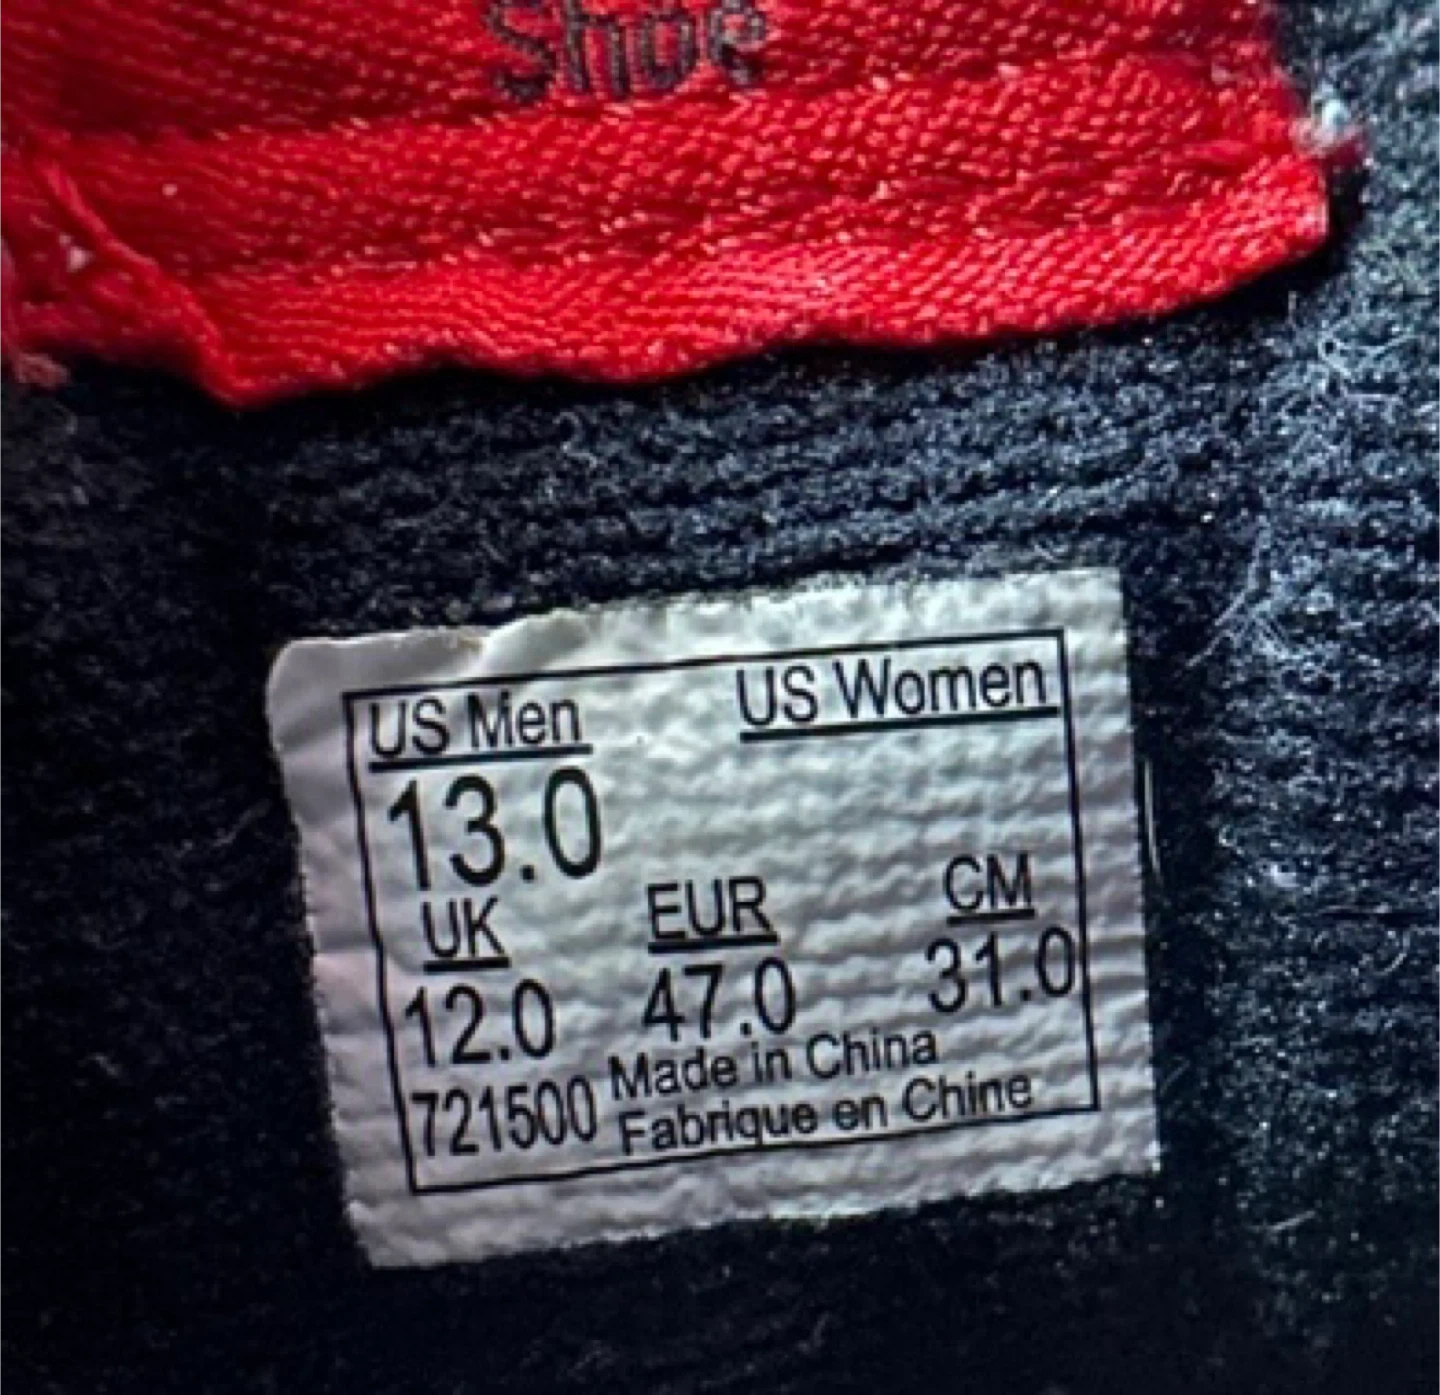 Shoe
US Men US Women
13.0
UK EUR CM
12.0 47.0 31.0
721500 Made in China
Fabrique en Chine